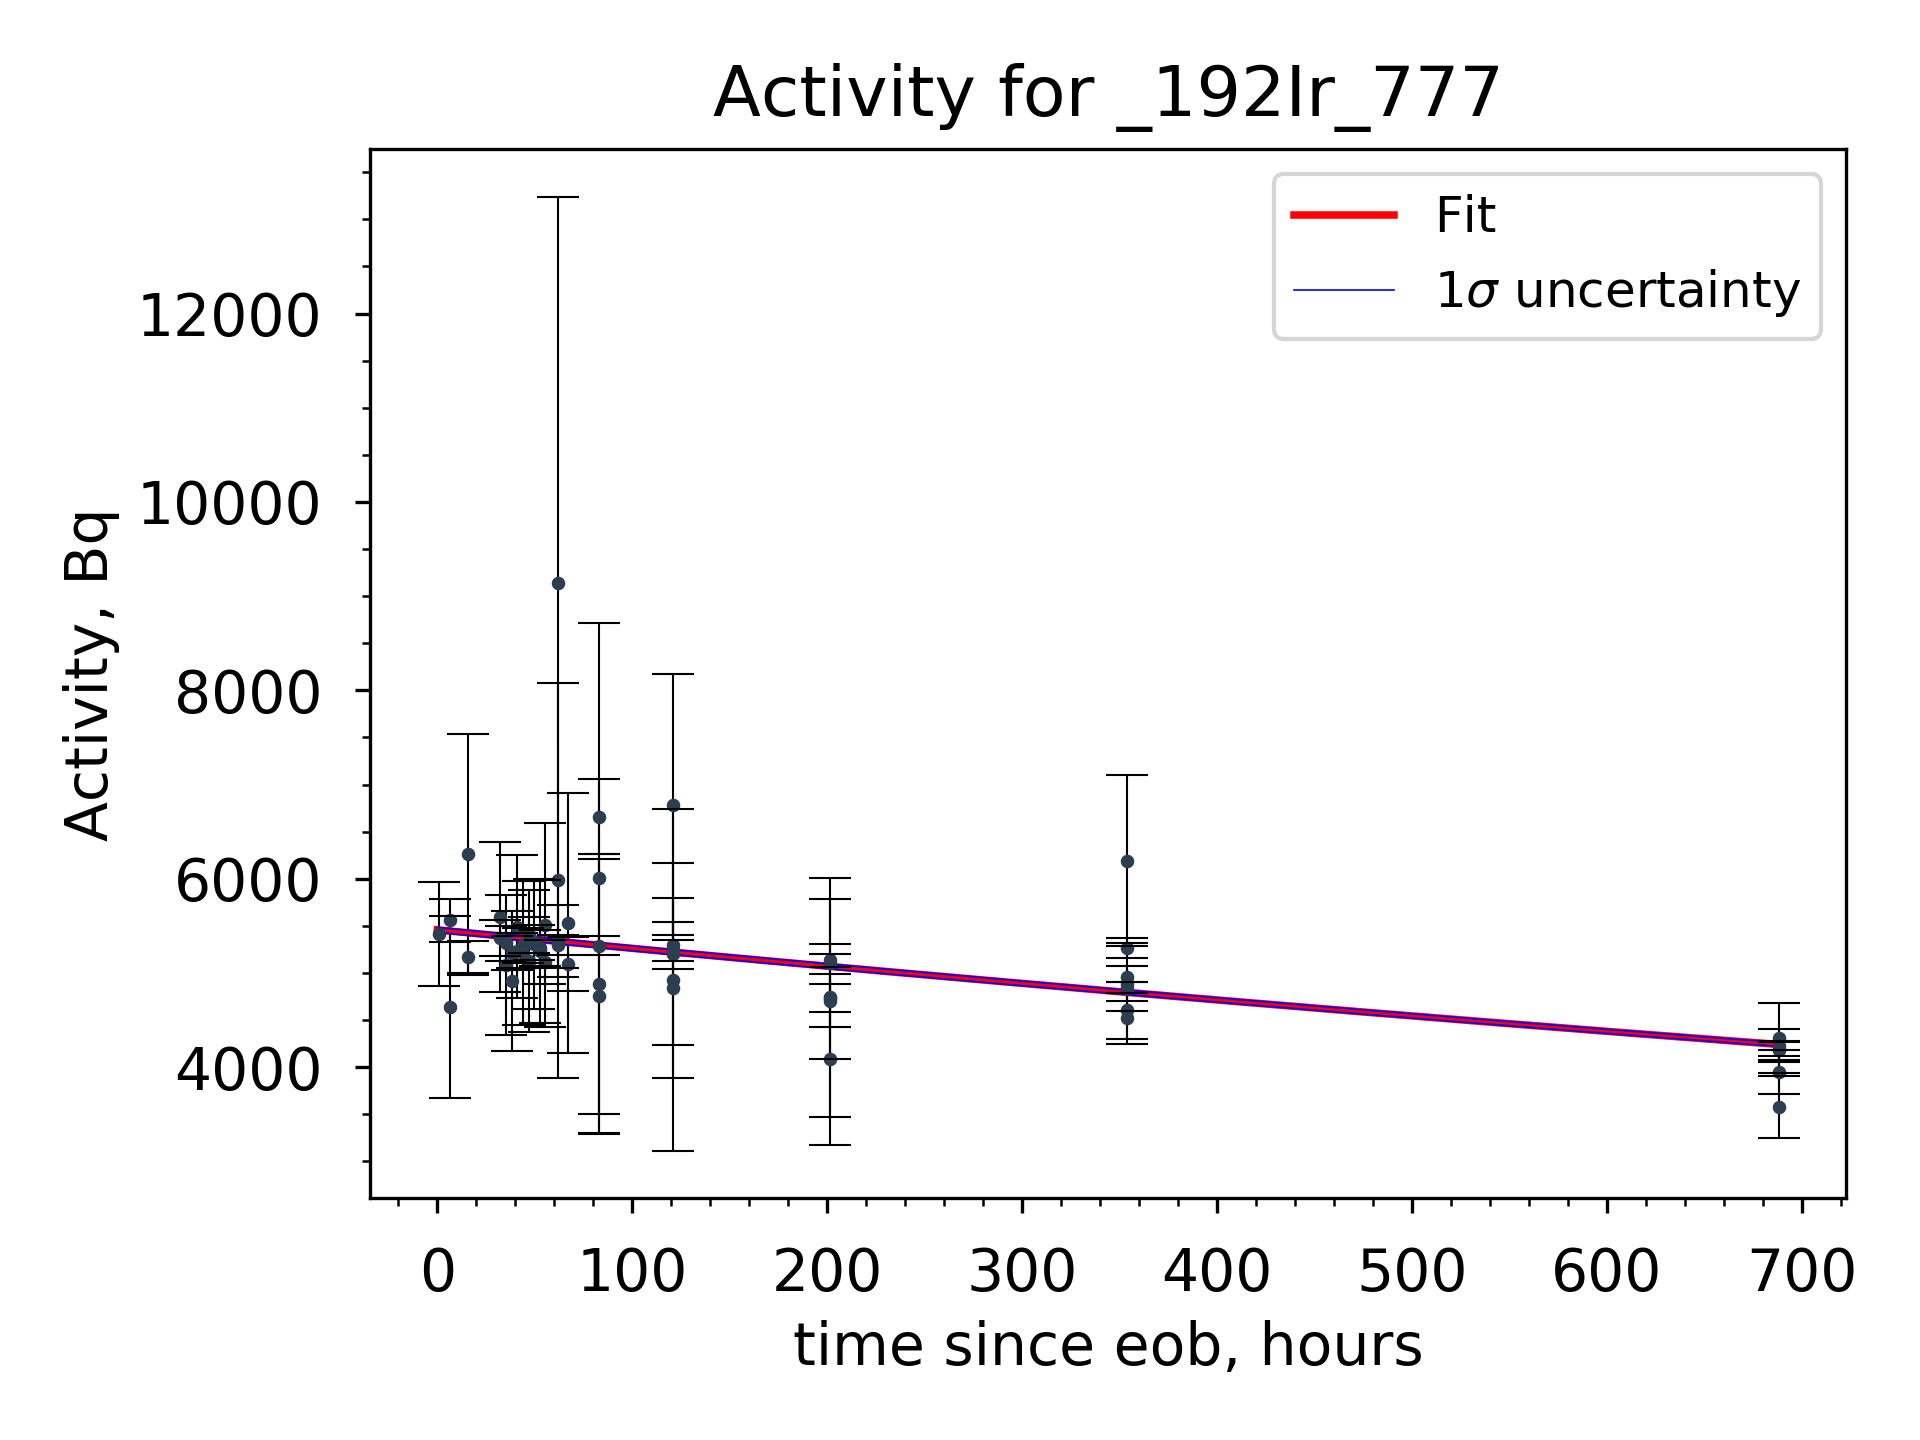 Activity for _192Ir_777
Fit
1σ uncertainty
Activity, Bq
12000
10000
8000
6000
4000
0 100 200 300 400 500 600 700
time since eob, hours